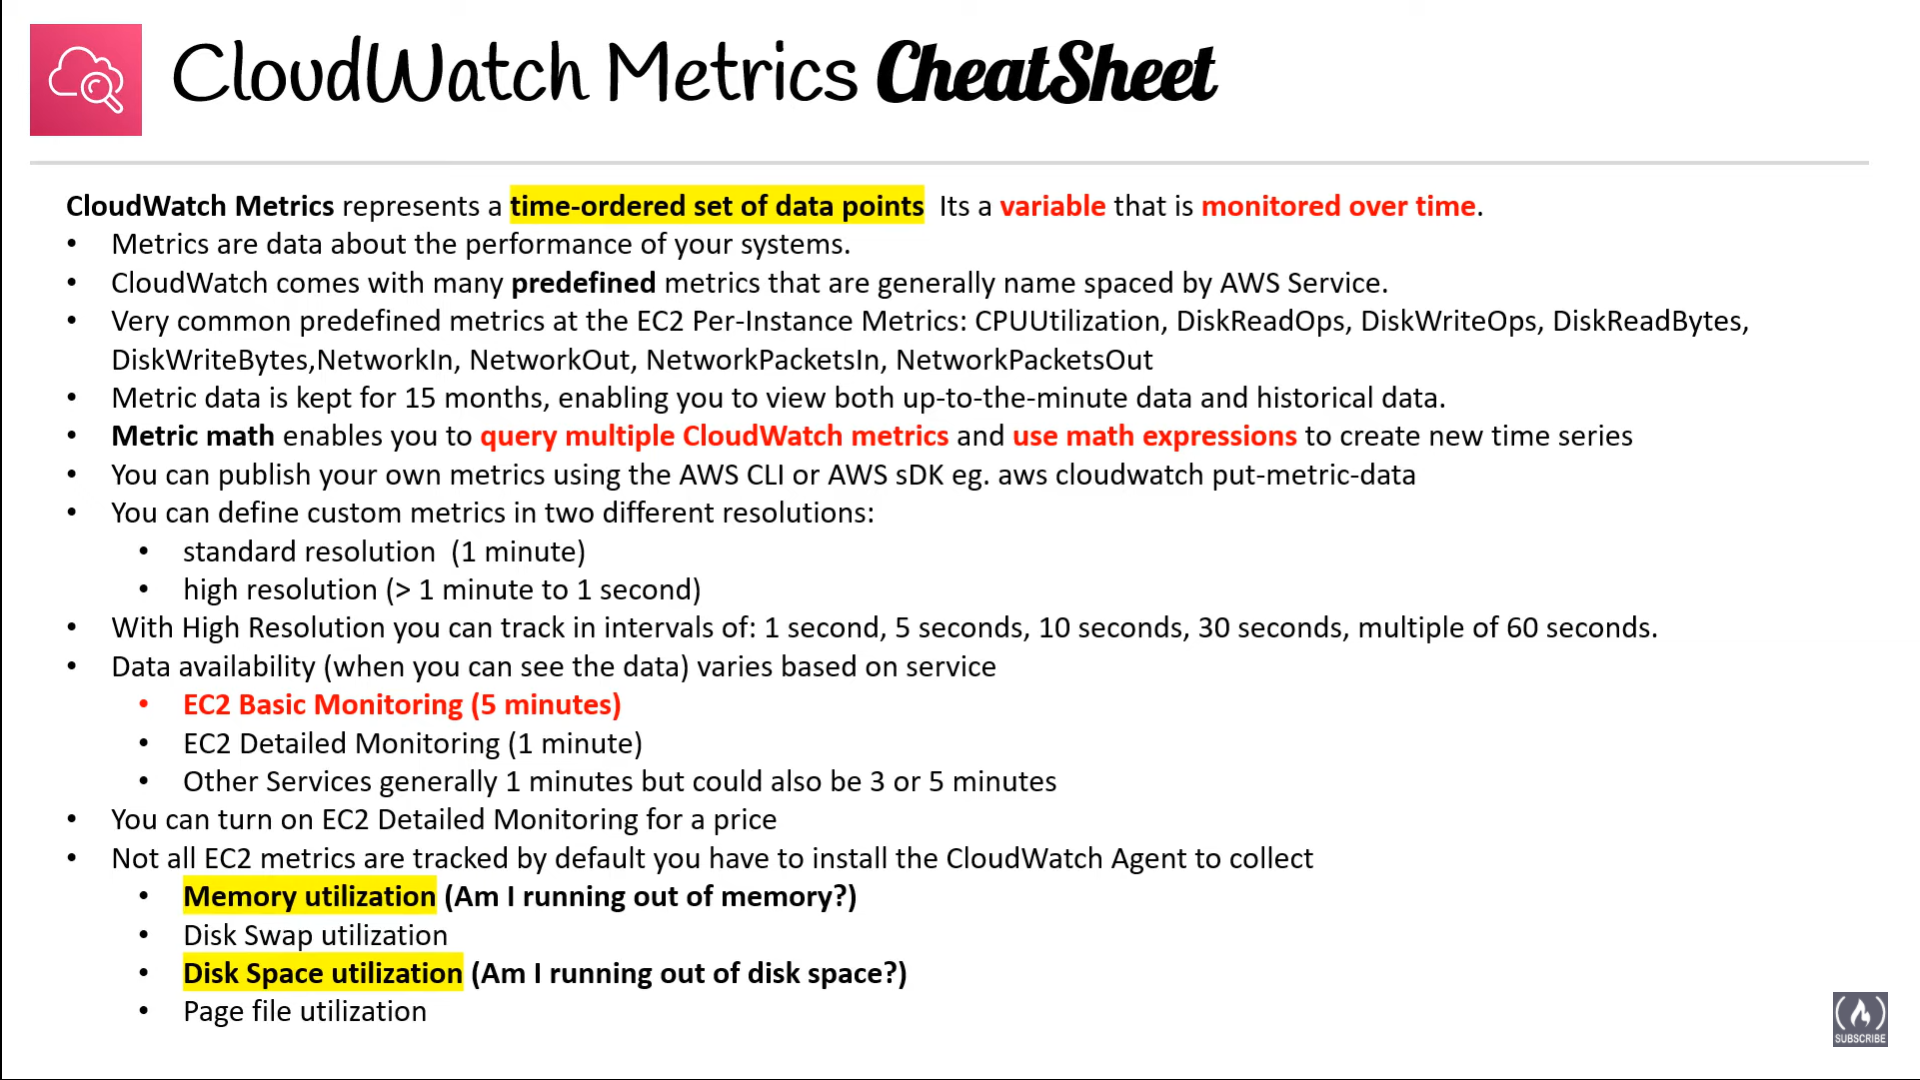 CloudWatch Metrics CheatSheet
CloudWatch Metrics represents a time-ordered set of data points  Its a variable that is monitored over time.
• Metrics are data about the performance of your systems.
• CloudWatch comes with many predefined metrics that are generally name spaced by AWS Service.
• Very common predefined metrics at the EC2 Per-Instance Metrics: CPUUtilization, DiskReadOps, DiskWriteOps, DiskReadBytes,
DiskWriteBytes,NetworkIn, NetworkOut, NetworkPacketsIn, NetworkPacketsOut
• Metric data is kept for 15 months, enabling you to view both up-to-the-minute data and historical data.
• Metric math enables you to query multiple CloudWatch metrics and use math expressions to create new time series
• You can publish your own metrics using the AWS CLI or AWS sDK eg. aws cloudwatch put-metric-data
• You can define custom metrics in two different resolutions:
• standard resolution  (1 minute)
• high resolution (> 1 minute to 1 second)
• With High Resolution you can track in intervals of: 1 second, 5 seconds, 10 seconds, 30 seconds, multiple of 60 seconds.
• Data availability (when you can see the data) varies based on service
• EC2 Basic Monitoring (5 minutes)
• EC2 Detailed Monitoring (1 minute)
• Other Services generally 1 minutes but could also be 3 or 5 minutes
• You can turn on EC2 Detailed Monitoring for a price
• Not all EC2 metrics are tracked by default you have to install the CloudWatch Agent to collect
• Memory utilization (Am I running out of memory?)
• Disk Swap utilization
• Disk Space utilization (Am I running out of disk space?)
• Page file utilization
SUBSCRIBE